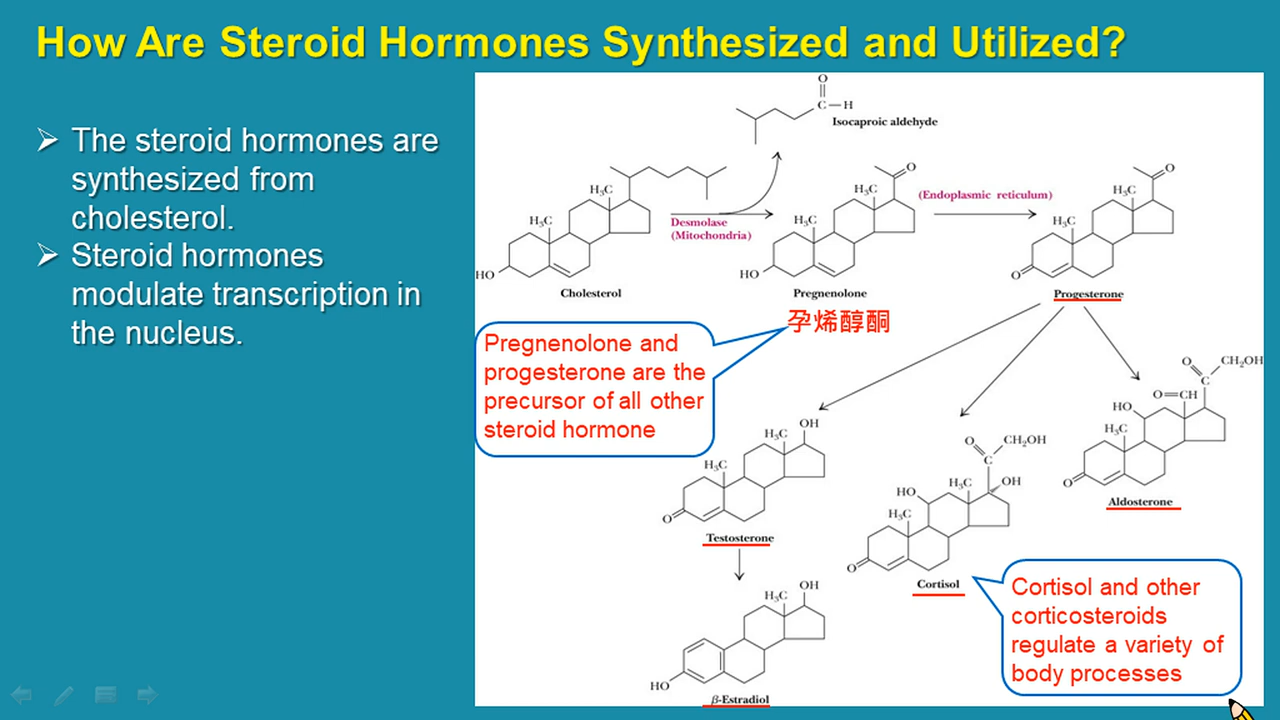 How Are Steroid Hormones Synthesized and Utilized?
➢ The steroid hormones are
synthesized from
cholesterol.
➢ Steroid hormones
modulate transcription in
the nucleus.
O
C—H
Isocaproic aldehyde
H₃C
H₃C
HO
Cholesterol
Desmolase
(Mitochondria)
O
H₃C
H₃C
HO
Pregnenolone
孕烯醇酮
(Endoplasmic reticulum)
O
H₃C
H₃C
O
Progesterone
Pregnenolone and
progesterone are the
precursor of all other
steroid hormone
OH
H₃C
H₃C
O
Testosterone
O
CH₂OH
C
HO
H₃C
OH
H₃C
O
Cortisol
O
CH₂OH
C
O=CH
HO
H₃C
O
Aldosterone
OH
H₃C
HO
β-Estradiol
Cortisol and other
corticosteroids
regulate a variety of
body processes